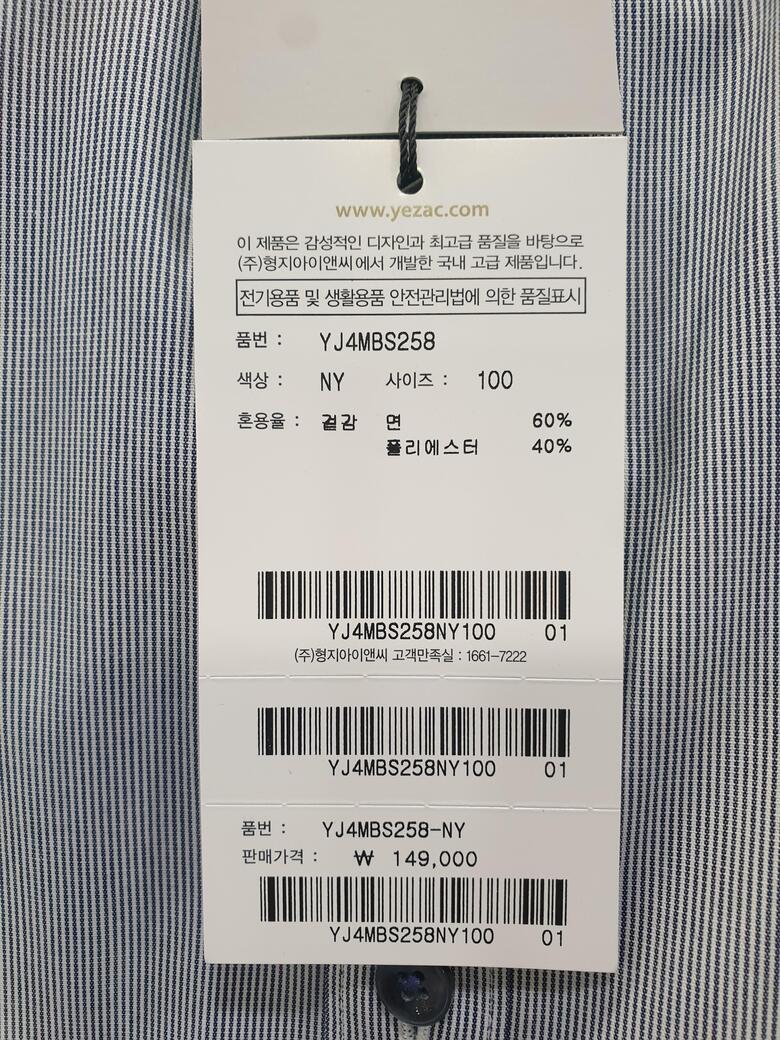 www.yezac.com
이 제품은 감성적인 디자인과 최고급 품질을 바탕으로
(주)형지아이앤씨에서 개발한 국내 고급 제품입니다.
전기용품 및 생활용품 안전관리법에 의한 품질표시
품번 : YJ4MBS258
색상 : NY 사이즈 : 100
혼용율 : 겉감 면 60%
폴리에스터 40%
YJ4MBS258NY100 01
(주)형지아이앤씨 고객만족실 : 1661-7222
YJ4MBS258NY100 01
품번 : YJ4MBS258-NY
판매가격 : ₩ 149,000
YJ4MBS258NY100 01